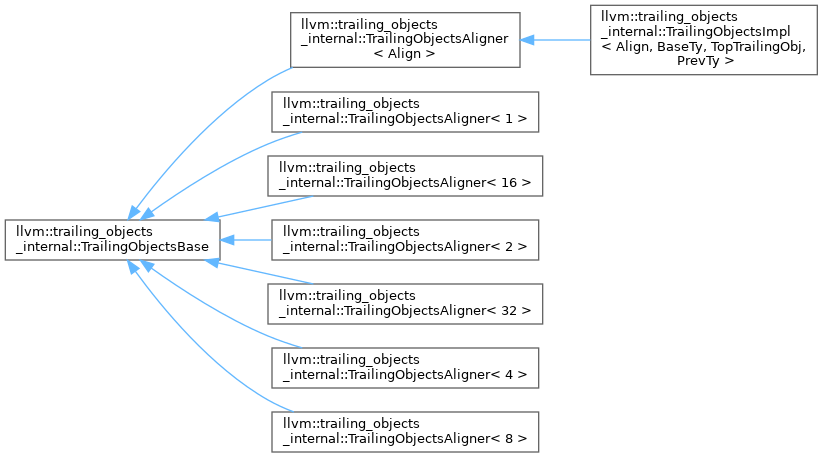 llvm::trailing_objects
_internal::TrailingObjectsAligner
< Align >
llvm::trailing_objects
_internal::TrailingObjectsImpl
< Align, BaseTy, TopTrailingObj,
PrevTy >
llvm::trailing_objects
_internal::TrailingObjectsAligner< 1 >
llvm::trailing_objects
_internal::TrailingObjectsAligner< 16 >
llvm::trailing_objects
_internal::TrailingObjectsBase
llvm::trailing_objects
_internal::TrailingObjectsAligner< 2 >
llvm::trailing_objects
_internal::TrailingObjectsAligner< 32 >
llvm::trailing_objects
_internal::TrailingObjectsAligner< 4 >
llvm::trailing_objects
_internal::TrailingObjectsAligner< 8 >